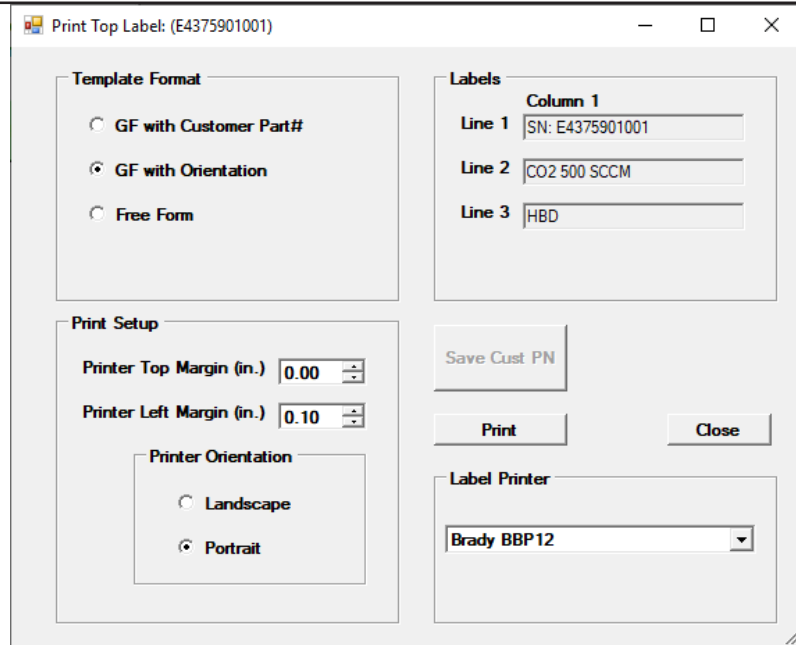 Print Top Label: (E4375901001)
Template Format
GF with Customer Part#
GF with Orientation
Free Form
Labels
Column 1
Line 1 SN: E4375901001
Line 2 CO2 500 SCCM
Line 3 HBD
Print Setup
Printer Top Margin (in.) 0.00
Printer Left Margin (in.) 0.10
Printer Orientation
Landscape
Portrait
Save Cust PN
Print Close
Label Printer
Brady BBP12